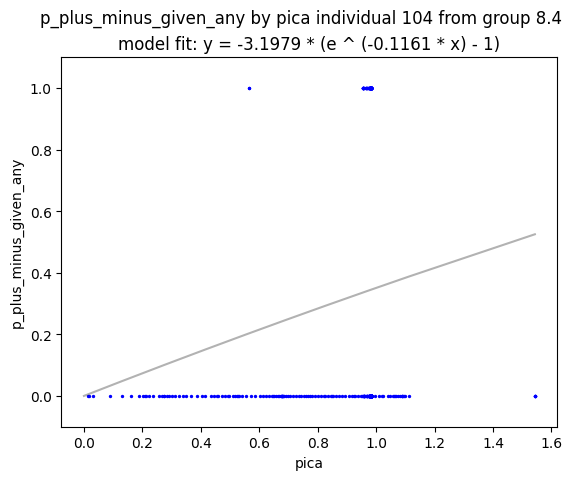 p_plus_minus_given_any by pica individual 104 from group 8.4
model fit: y = -3.1979 * (e ^ (-0.1161 * x) - 1)
1.0
0.8
0.6
0.4
0.2
0.0
p_plus_minus_given_any
0.0 0.2 0.4 0.6 0.8 1.0 1.2 1.4 1.6
pica